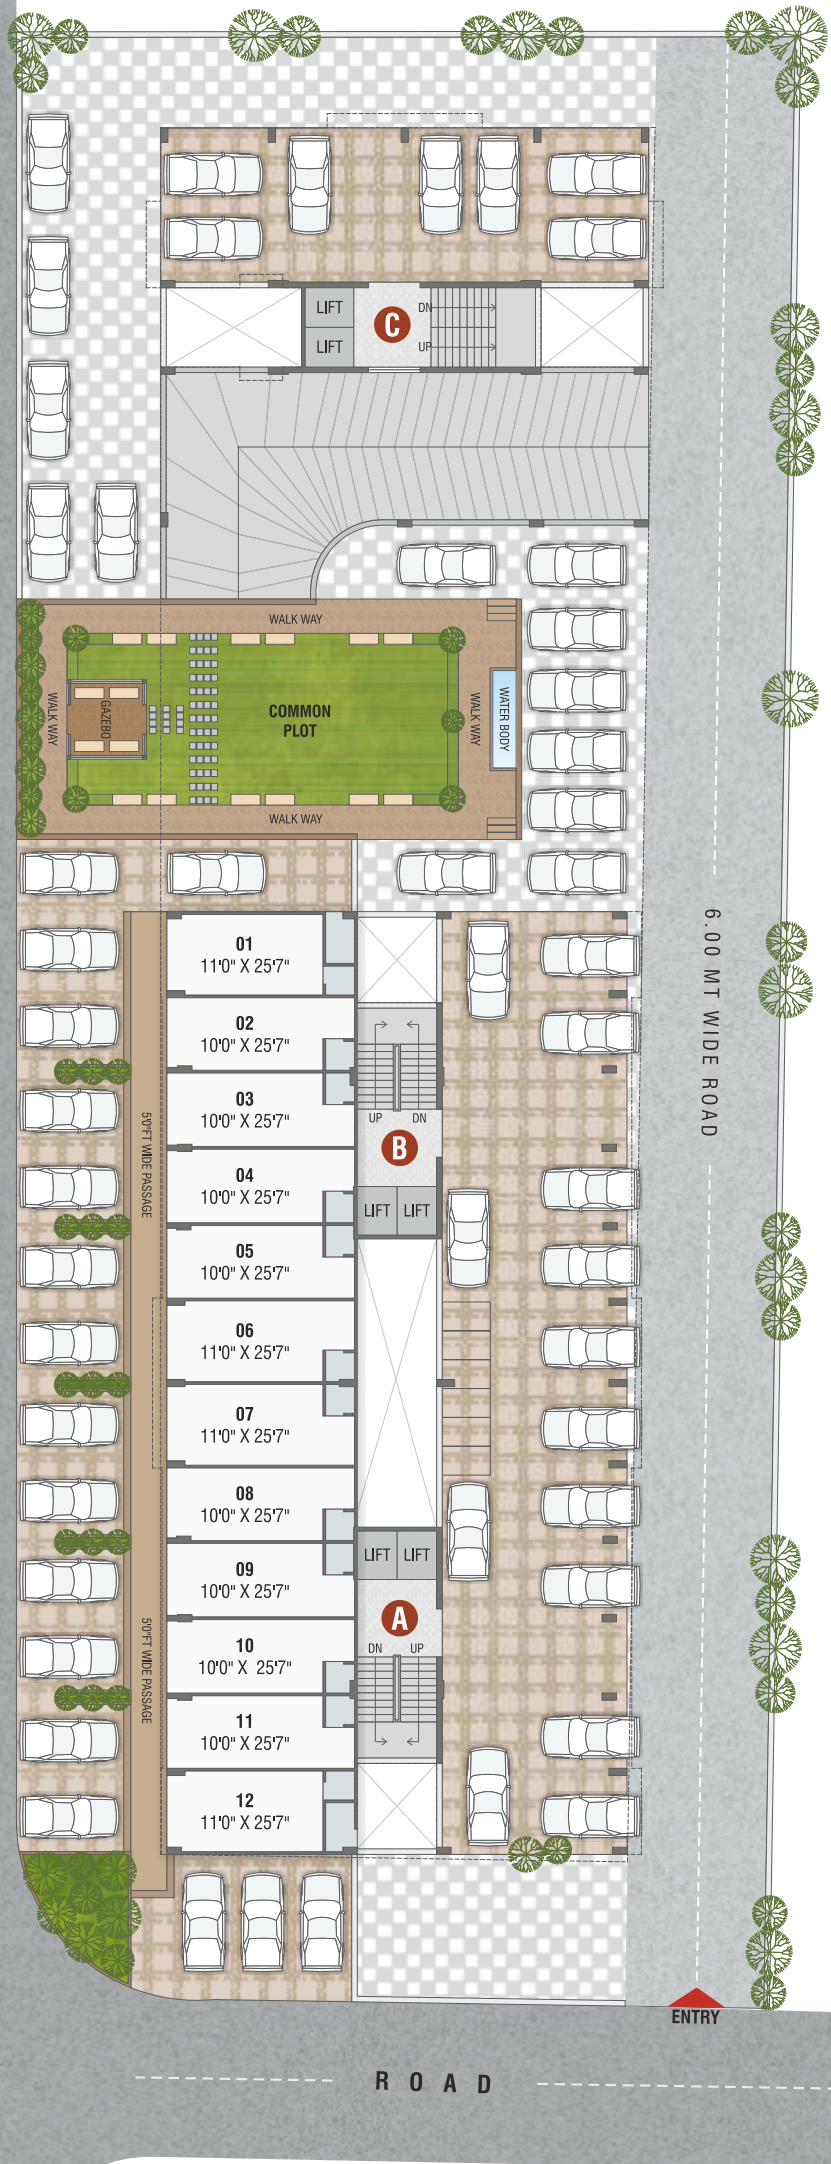 LIFT
LIFT
C
DN
UP
WALK WAY
WALK WAY
GAZEBO
COMMON
PLOT
WALK WAY
WATER BODY
WALK WAY
6.00 MT WIDE ROAD
01
11'0" X 25'7"
02
10'0" X 25'7"
03
10'0" X 25'7"
04
10'0" X 25'7"
05
10'0" X 25'7"
06
11'0" X 25'7"
07
11'0" X 25'7"
08
10'0" X 25'7"
09
10'0" X 25'7"
10
10'0" X 25'7"
11
10'0" X 25'7"
12
11'0" X 25'7"
5'0"FT WIDE PASSAGE
5'0"FT WIDE PASSAGE
UP DN
B
LIFT LIFT
LIFT LIFT
A
DN UP
ENTRY
ROAD